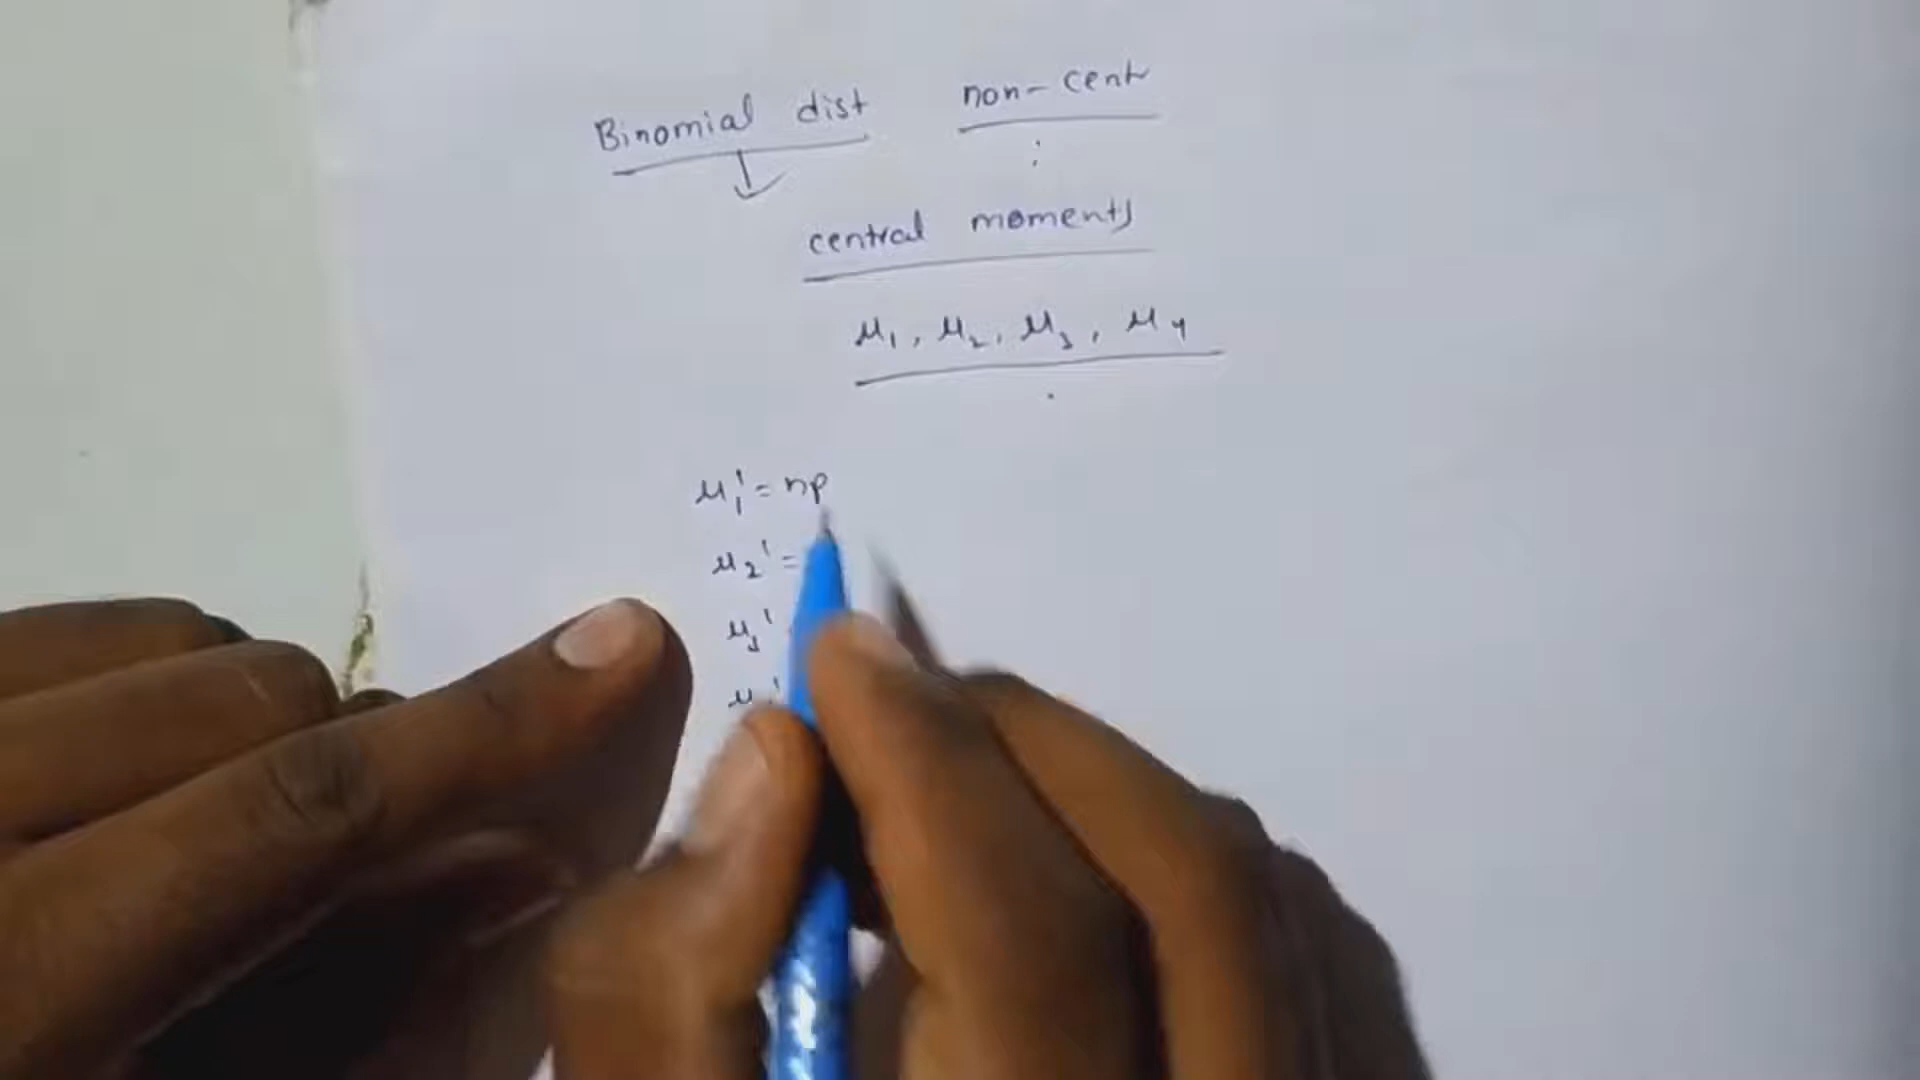 Binomial dist non-cent
:
central moments
μ₁, μ₂, μ₃, μ₄
μ₁' = np
μ₂' =
μ₃'
μ '